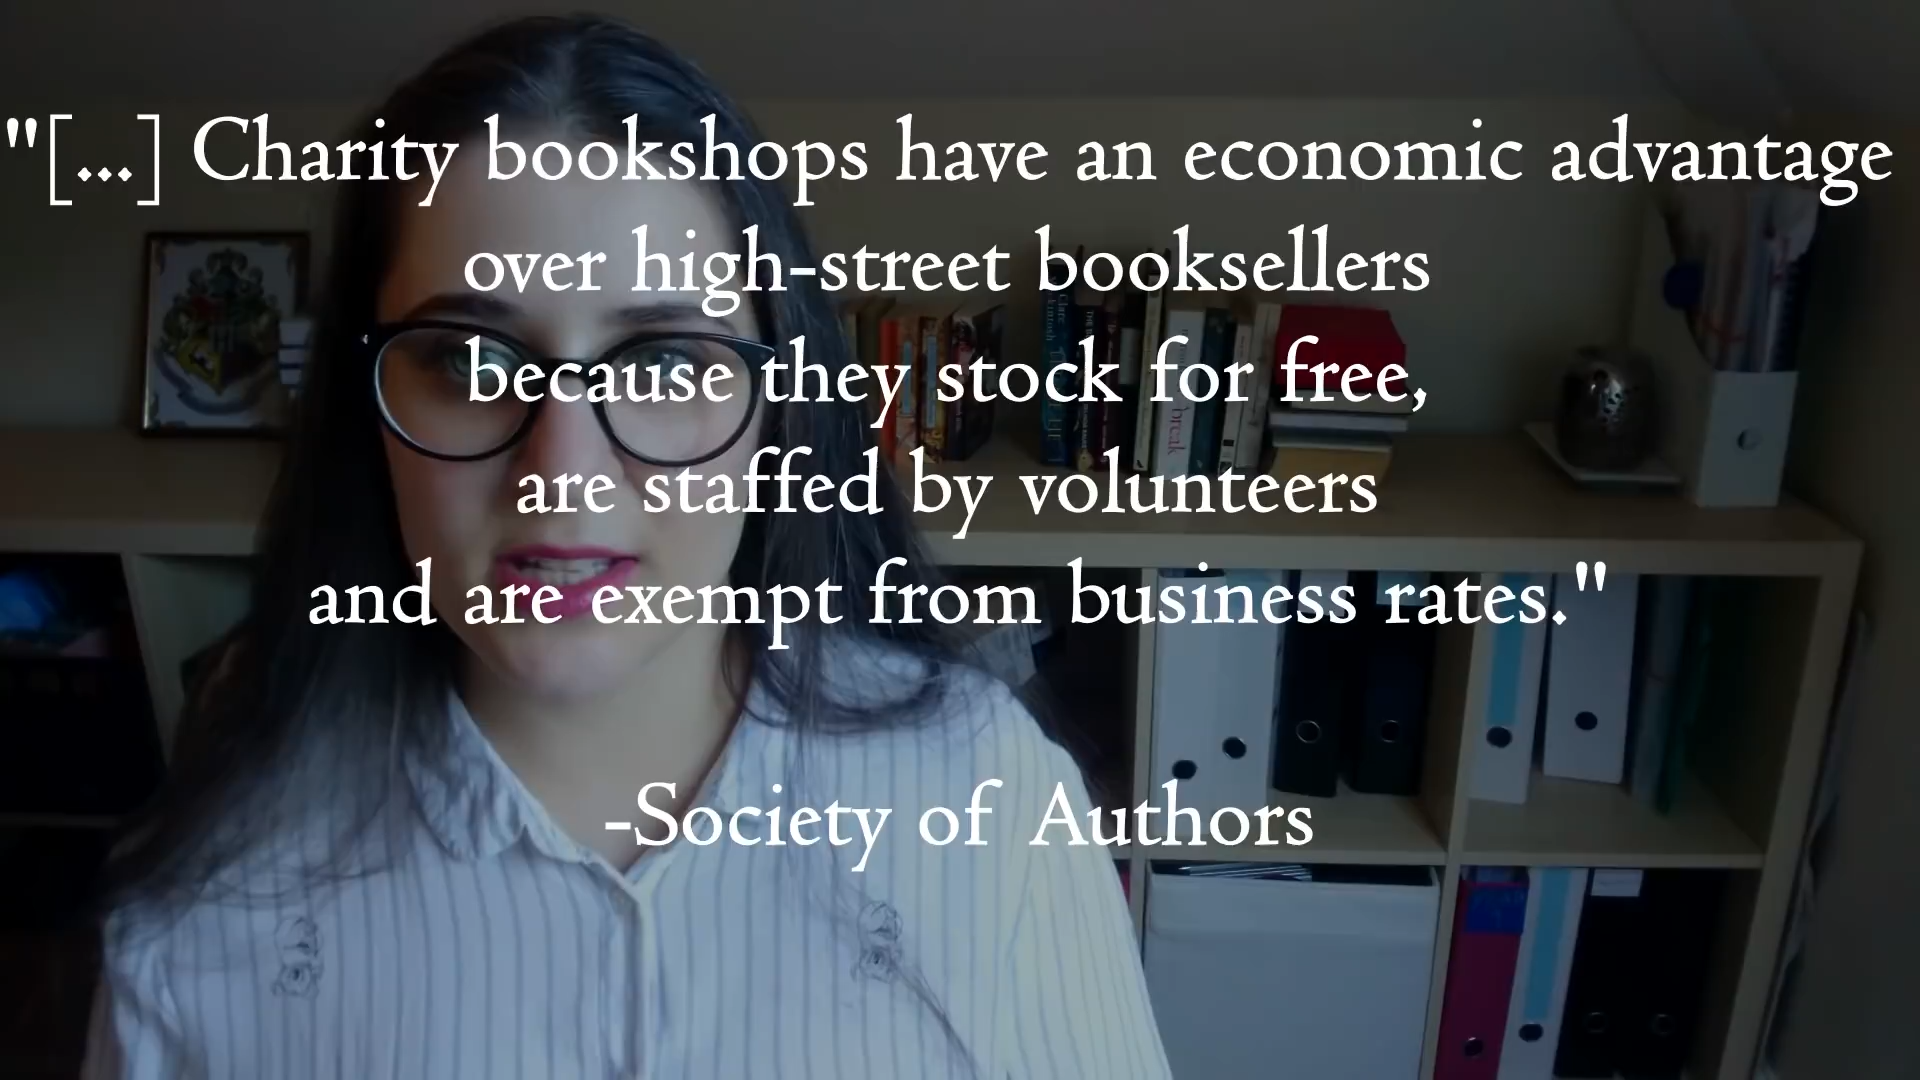 "[...] Charity bookshops have an economic advantage
over high-street booksellers
because they stock for free,
are staffed by volunteers
and are exempt from business rates."
-Society of Authors
break